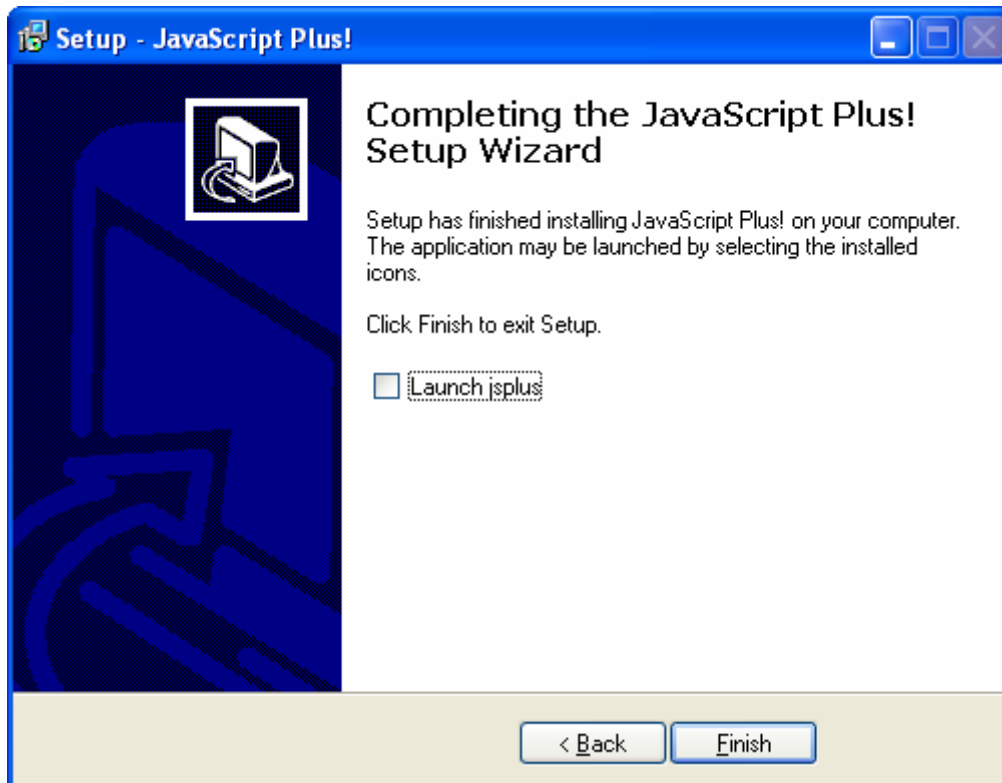 Setup - JavaScript Plus!
Completing the JavaScript Plus!
Setup Wizard
Setup has finished installing JavaScript Plus! on your computer.
The application may be launched by selecting the installed
icons.
Click Finish to exit Setup.
Launch jsplus
< Back
Finish